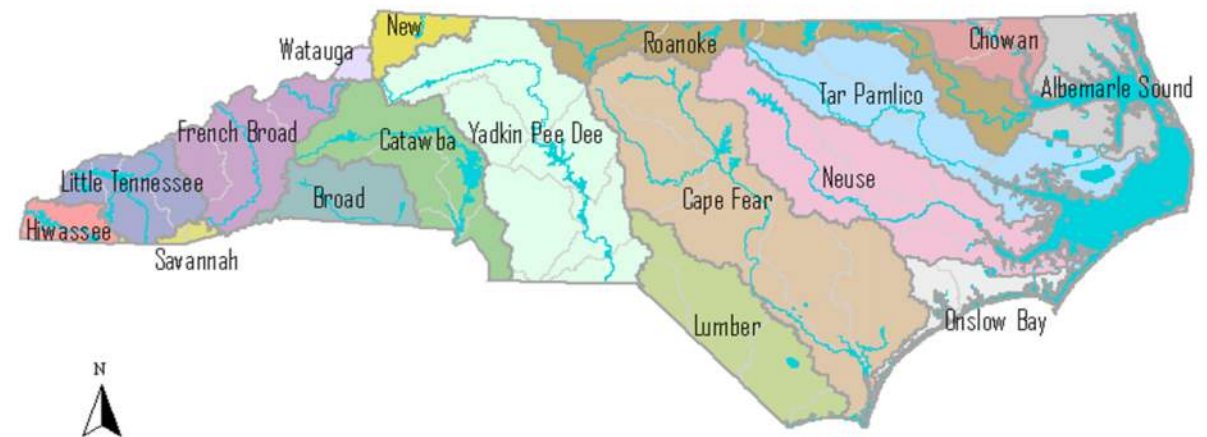 New
Watauga
Roanoke
Chowan
Albemarle Sound
Tar Pamlico
French Broad
Catawba
Yadkin Pee Dee
Little Tennessee
Broad
Neuse
Cape Fear
Hiwassee
Savannah
Lumber
Onslow Bay
N